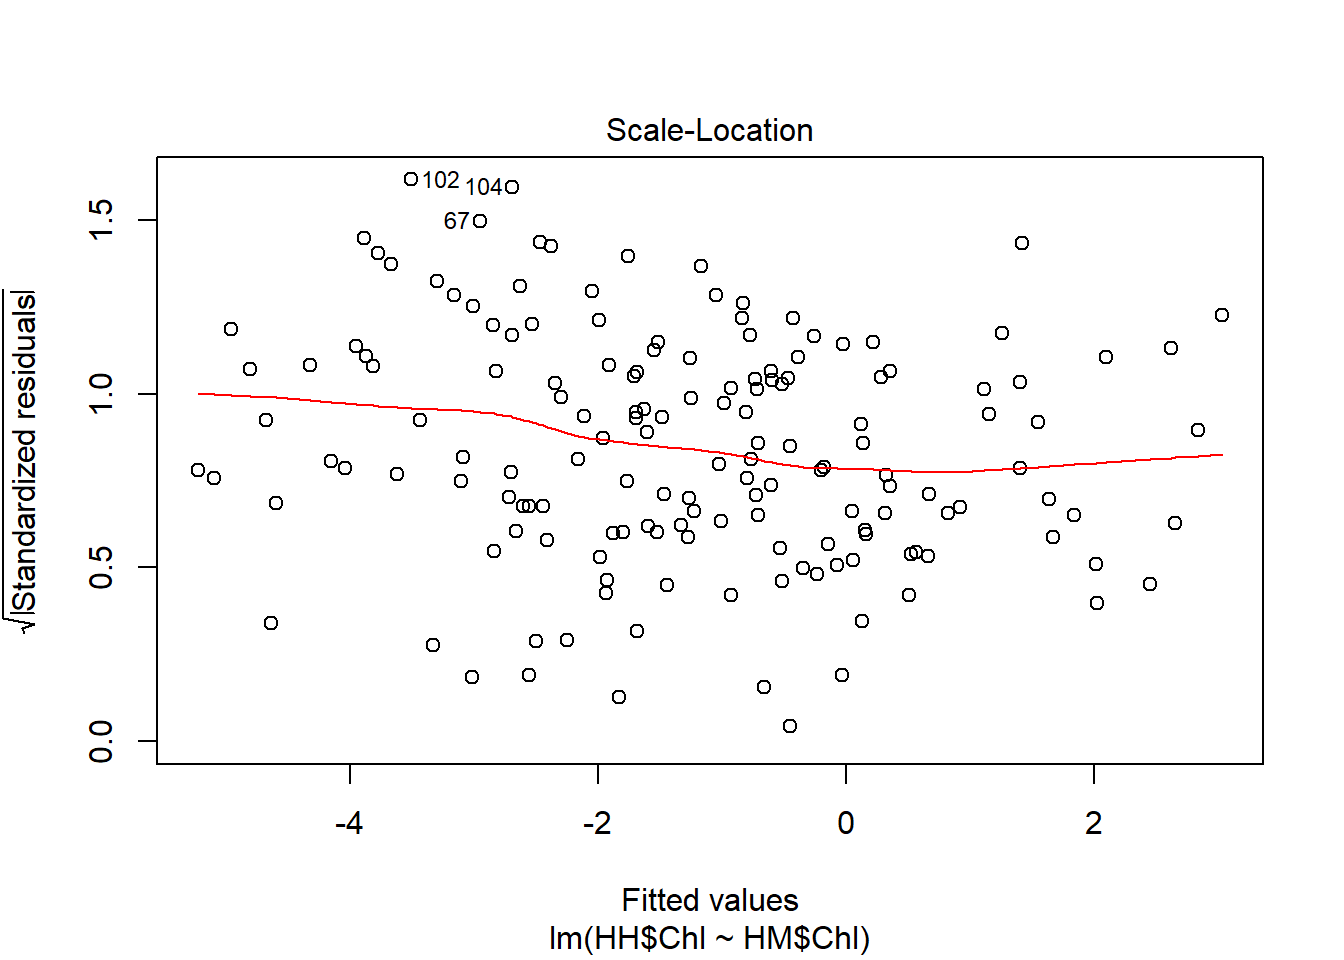 Scale-Location
102
104
67
√|Standardized residuals|
1.5
1.0
0.5
0.0
-4
-2
0
2
Fitted values
lm(HH$Chl ~ HM$Chl)